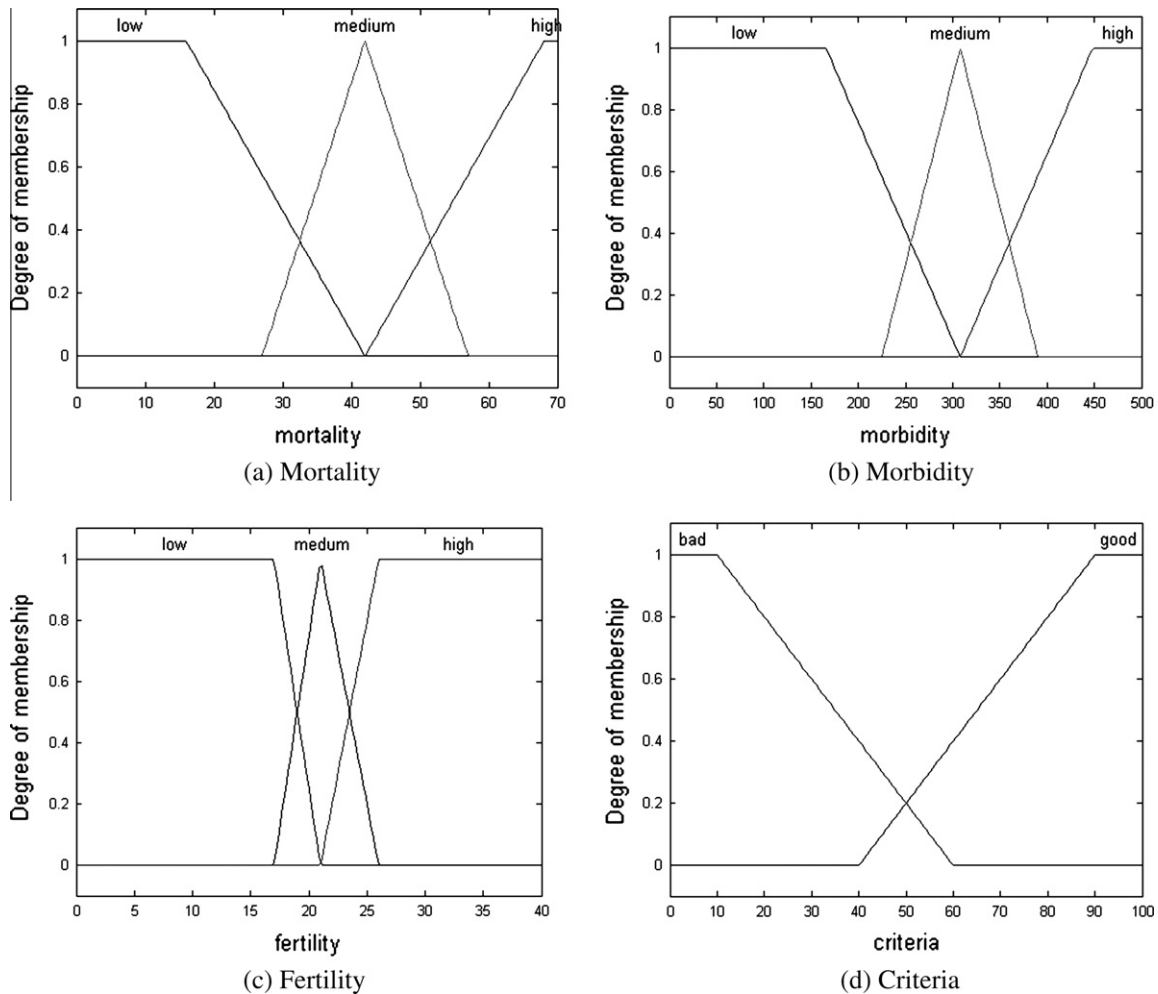 low medium high
1
0.8
0.6
0.4
0.2
0
Degree of membership
0 10 20 30 40 50 60 70
mortality
(a) Mortality
low medium high
1
0.8
0.6
0.4
0.2
0
Degree of membership
0 50 100 150 200 250 300 350 400 450 500
morbidity
(b) Morbidity
low medum high
1
0.8
0.6
0.4
0.2
0
Degree of membership
0 5 10 15 20 25 30 35 40
fertility
(c) Fertility
bad good
1
0.8
0.6
0.4
0.2
0
Degree of membership
0 10 20 30 40 50 60 70 80 90 100
criteria
(d) Criteria